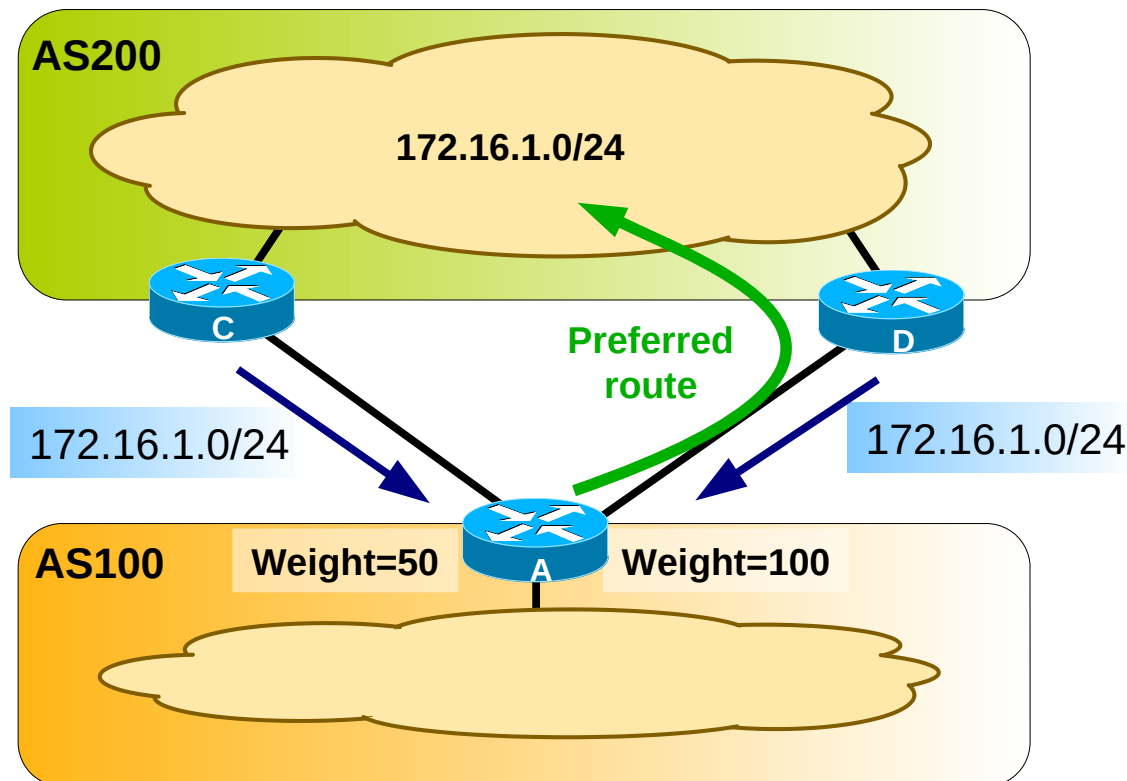 AS200
172.16.1.0/24
C
D
Preferred
route
172.16.1.0/24
172.16.1.0/24
AS100
Weight=50
A
Weight=100